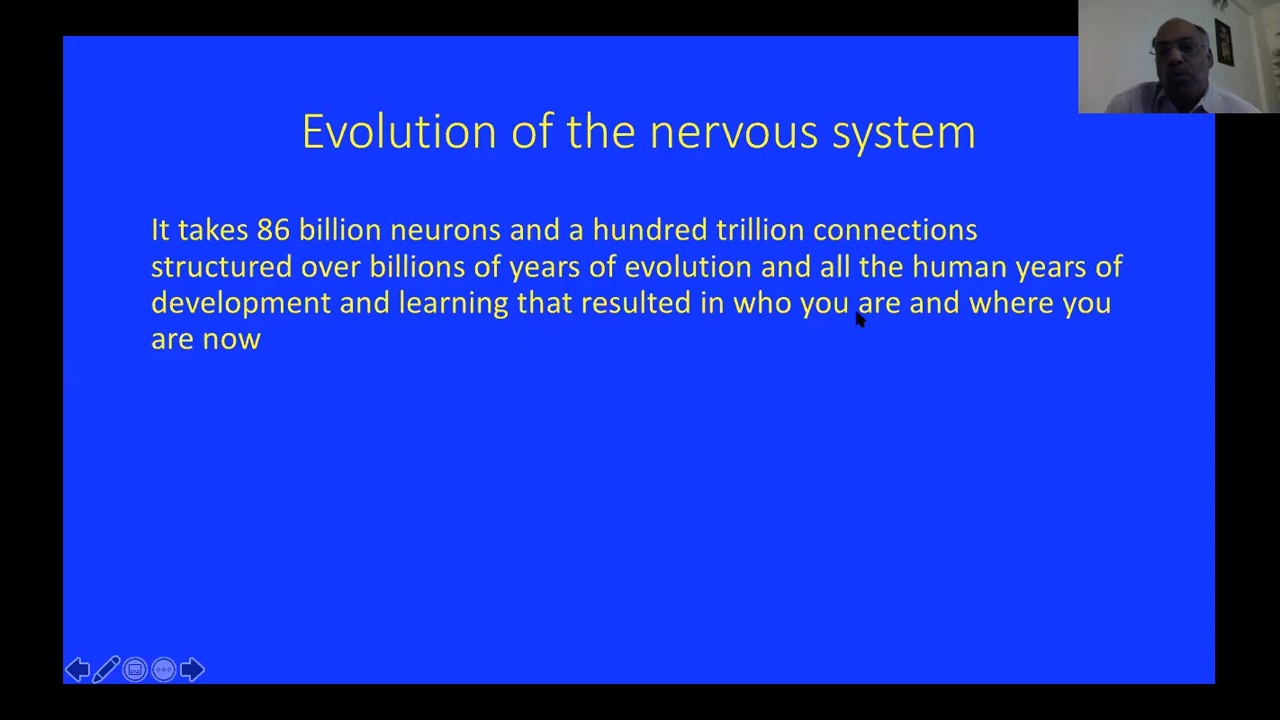 Evolution of the nervous system
It takes 86 billion neurons and a hundred trillion connections
structured over billions of years of evolution and all the human years of
development and learning that resulted in who you are and where you
are now